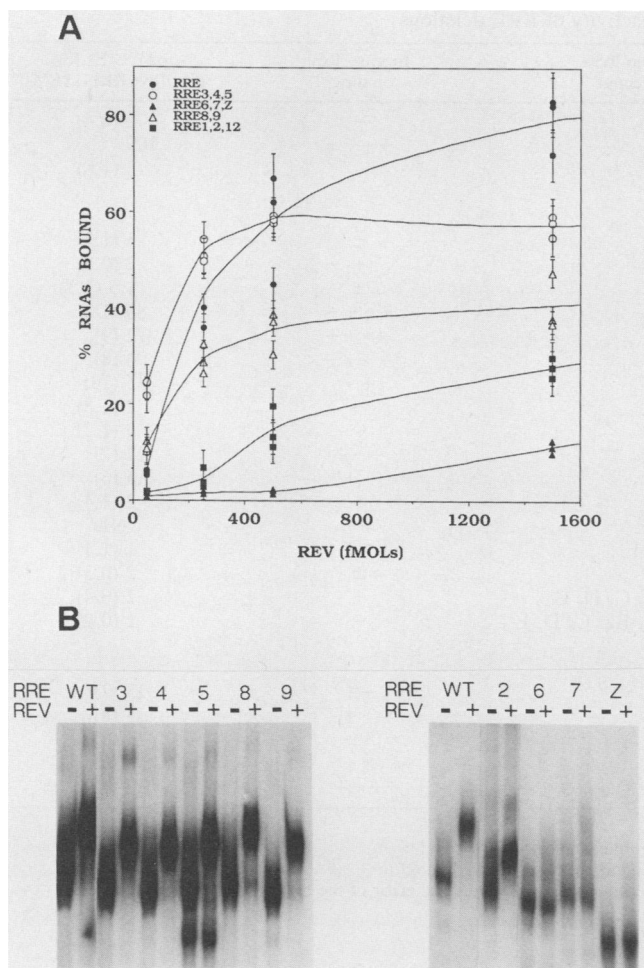 A
RRE
RRE3,4,5
RRE6,7,Z
RRE8,9
RRE1,2,12
80
60
40
20
0
% RNAs BOUND
0 400 800 1200 1600
REV (fMOLs)
B
RRE WT 3 4 5 8 9
REV - + - + - + - + - + - +
RRE WT 2 6 7 Z
REV - + - + - + - + - +